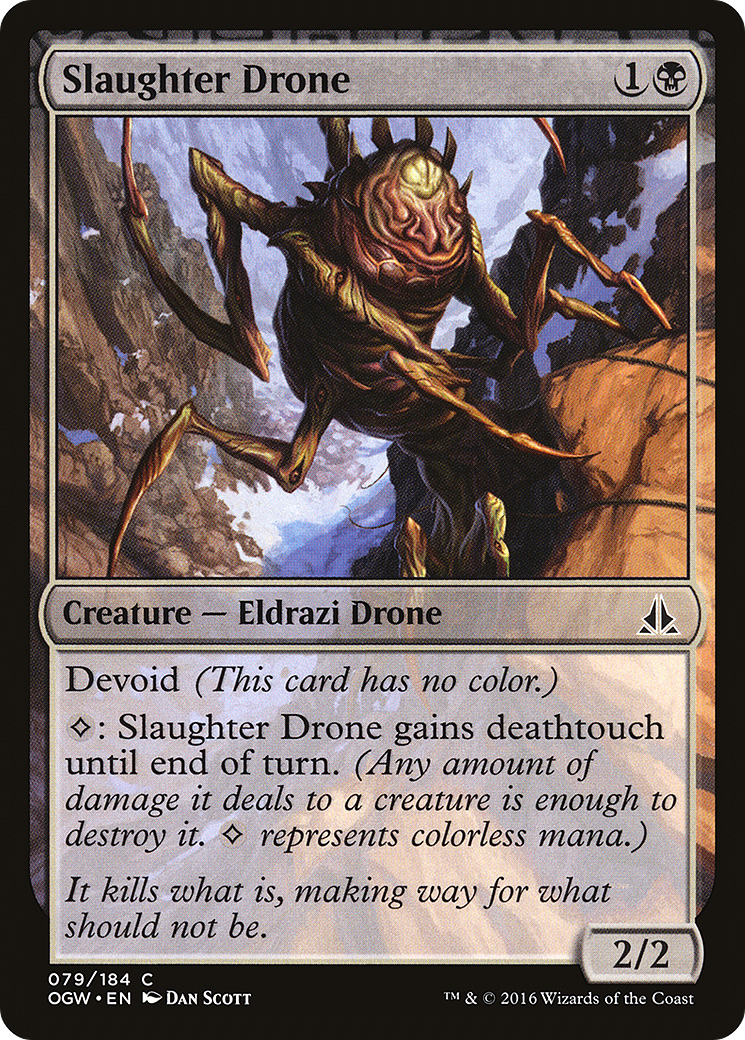 Slaughter Drone 1
Creature — Eldrazi Drone
Devoid (This card has no color.)
◇: Slaughter Drone gains deathtouch
until end of turn. (Any amount of
damage it deals to a creature is enough to
destroy it. ◇ represents colorless mana.)
It kills what is, making way for what
should not be.
2/2
079/184 C
OGW • EN Dan Scott
™ & © 2016 Wizards of the Coast